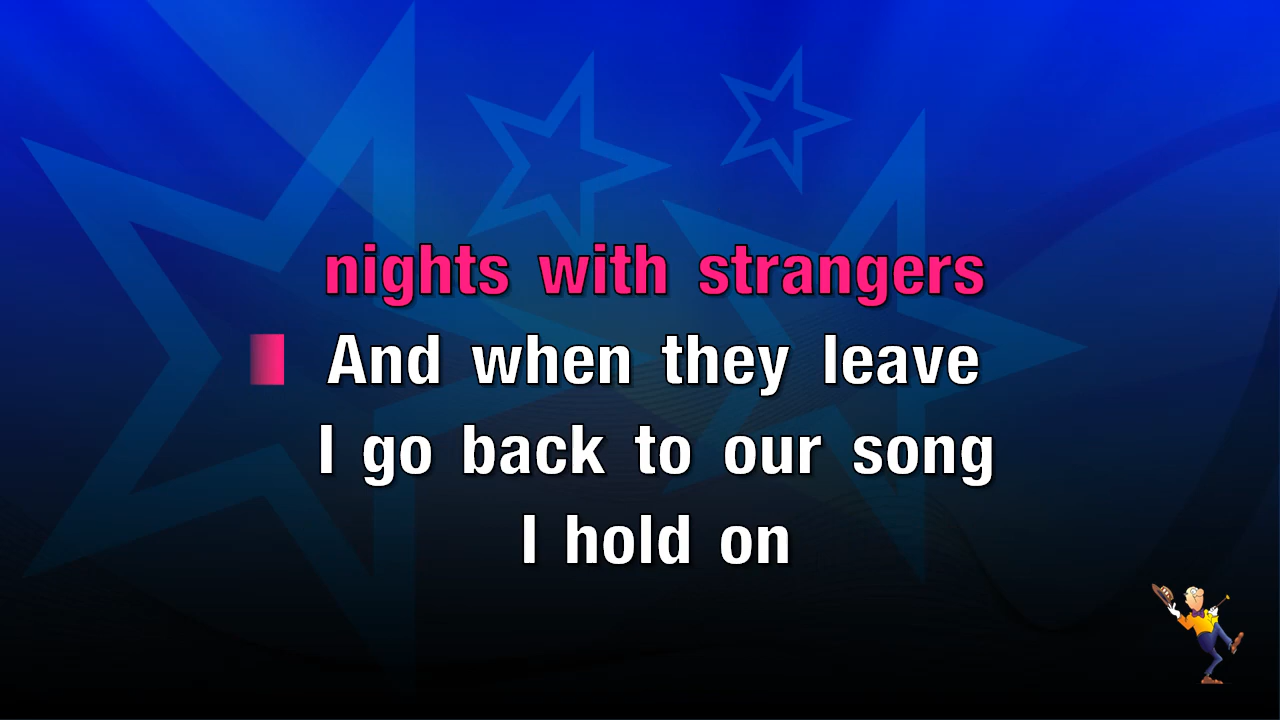 nights with strangers
And when they leave
I go back to our song
I hold on